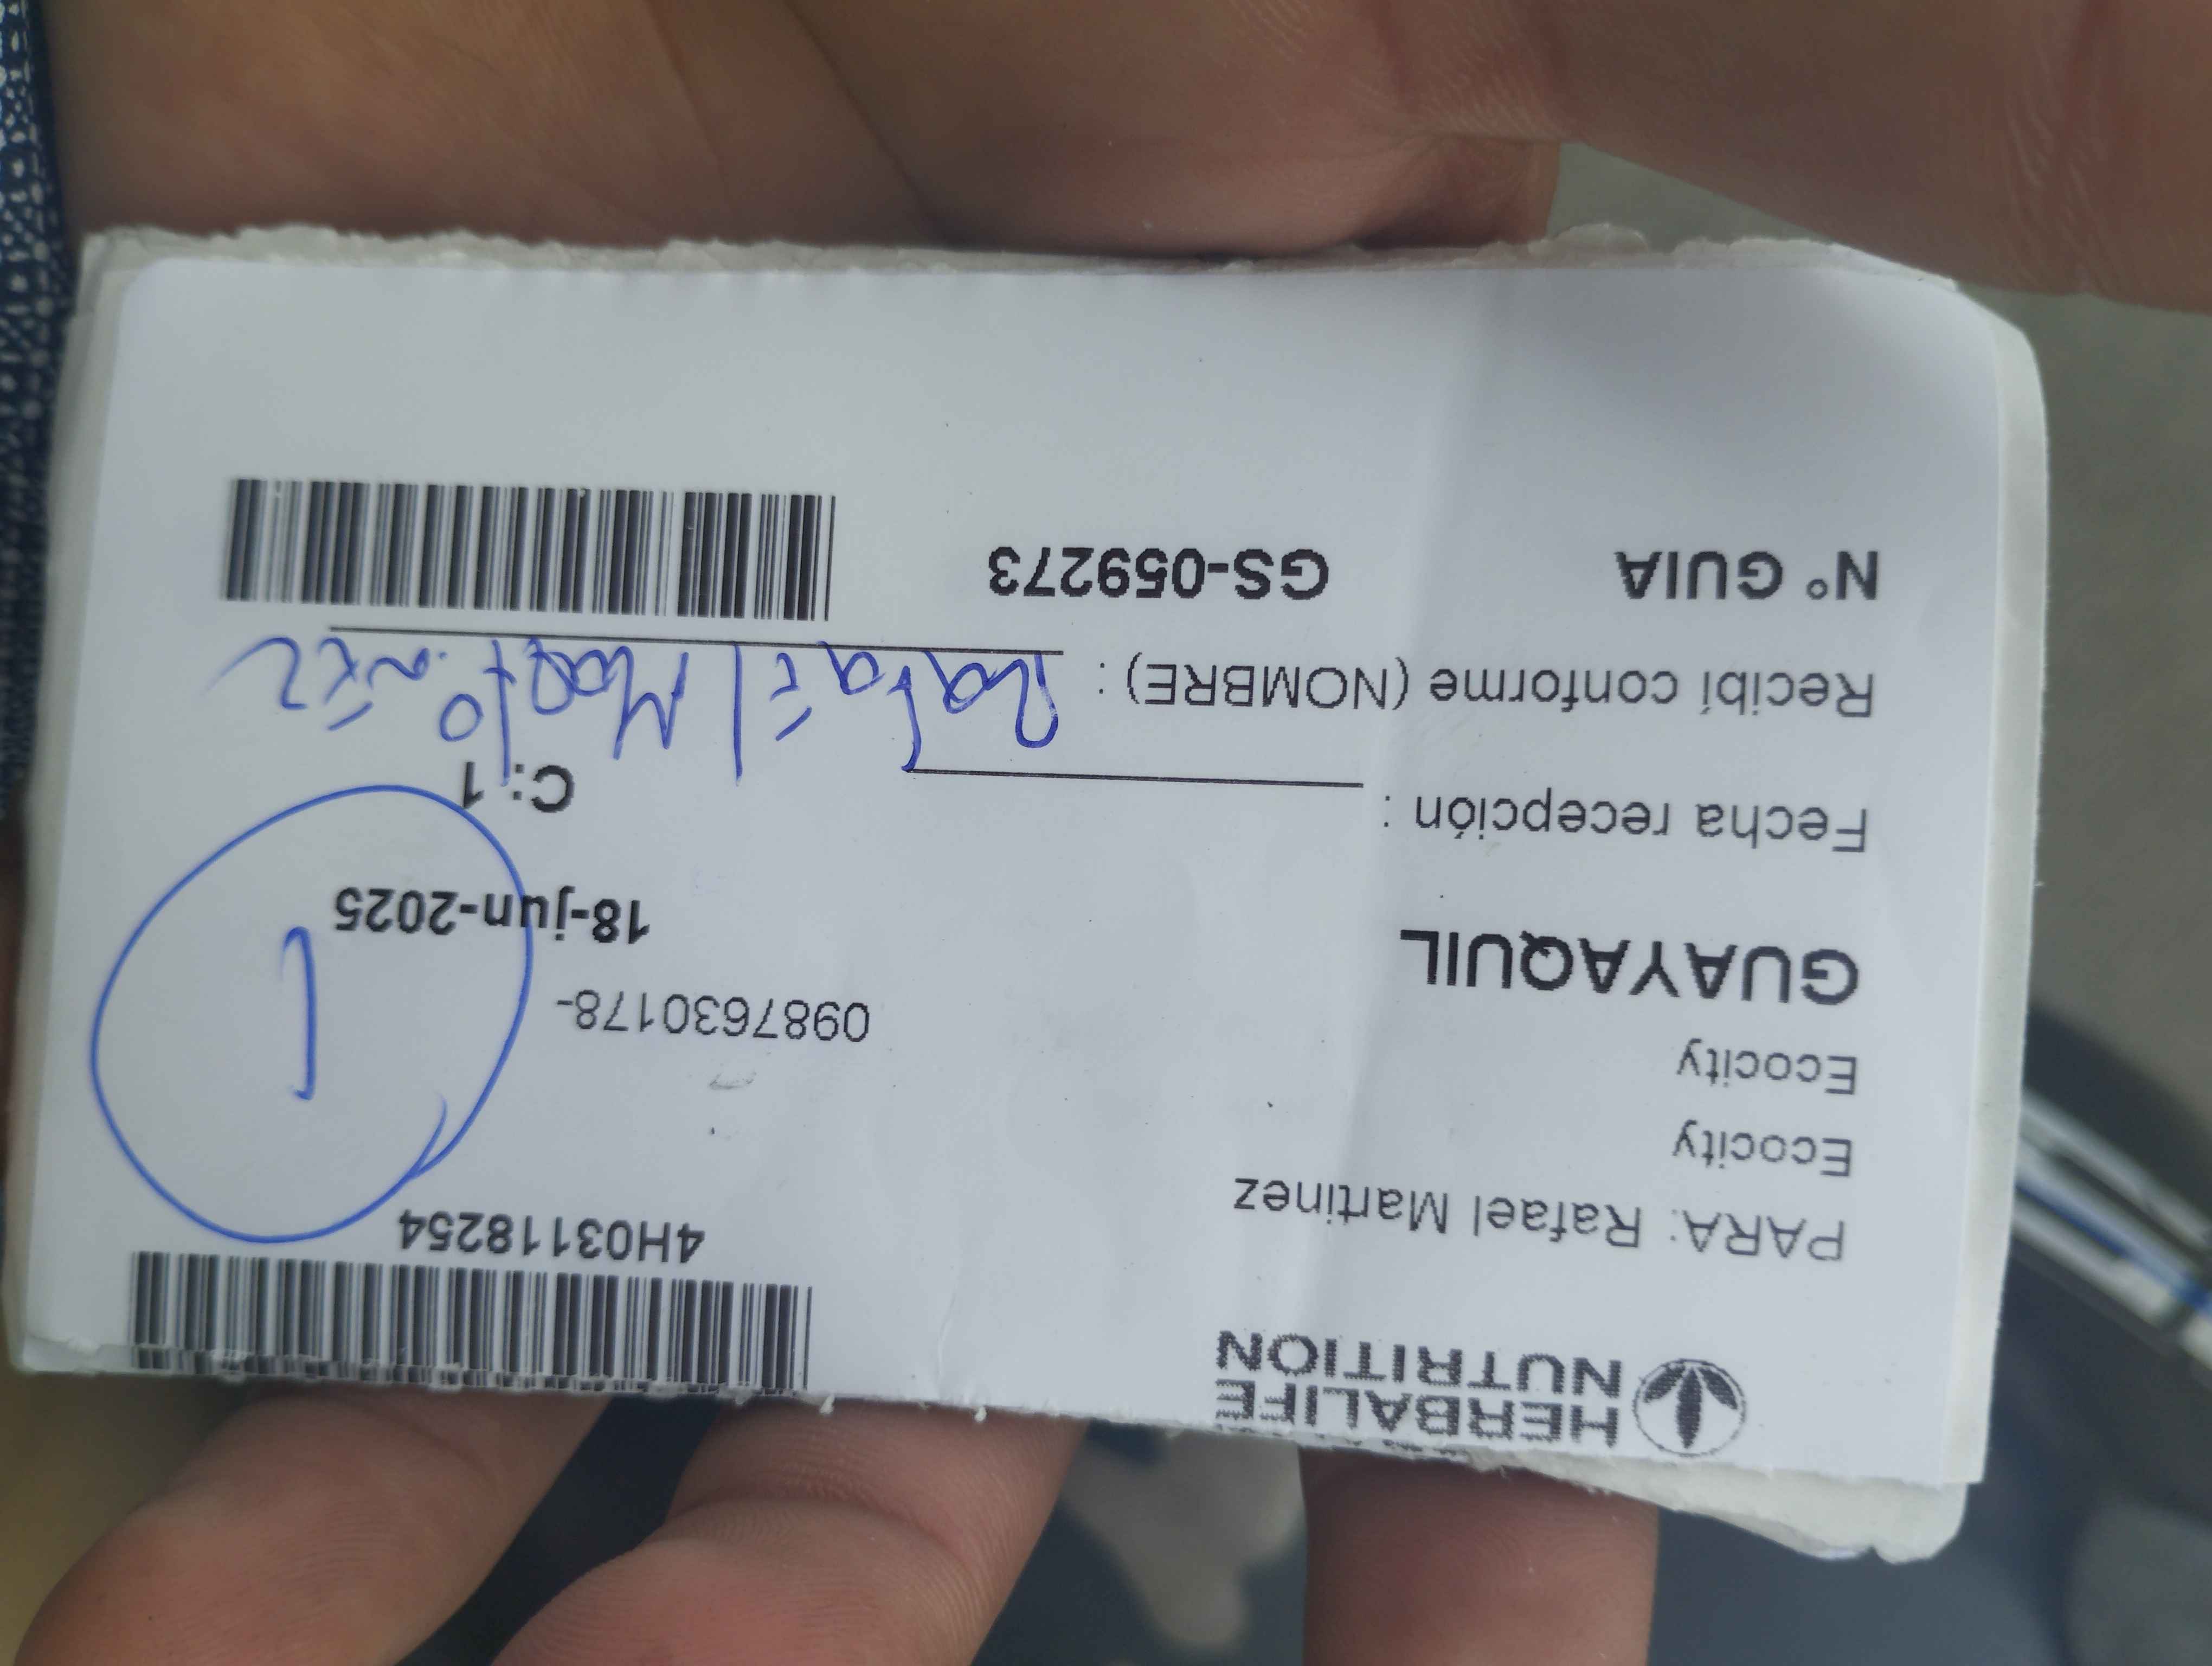 HERBALIFE
NUTRITION
4H03118254
PARA: Rafael Martinez
Ecocity
Ecocity
0987630178-
GUAYAQUIL
18-jun-2025
1
C: 1
Fecha recepción :
Recibí conforme (NOMBRE) : Rafael Martinez
N° GUIA GS-059273